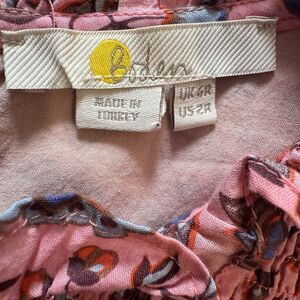 Boden
MADE IN
TURKEY
UK 6R
US 2R